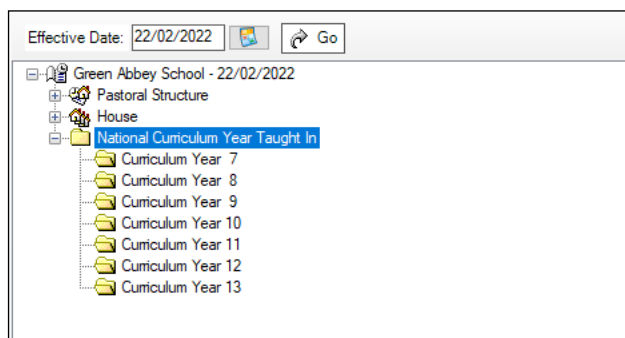 Effective Date: 22/02/2022 Go
Green Abbey School - 22/02/2022
Pastoral Structure
House
National Curriculum Year Taught In
Curriculum Year 7
Curriculum Year 8
Curriculum Year 9
Curriculum Year 10
Curriculum Year 11
Curriculum Year 12
Curriculum Year 13